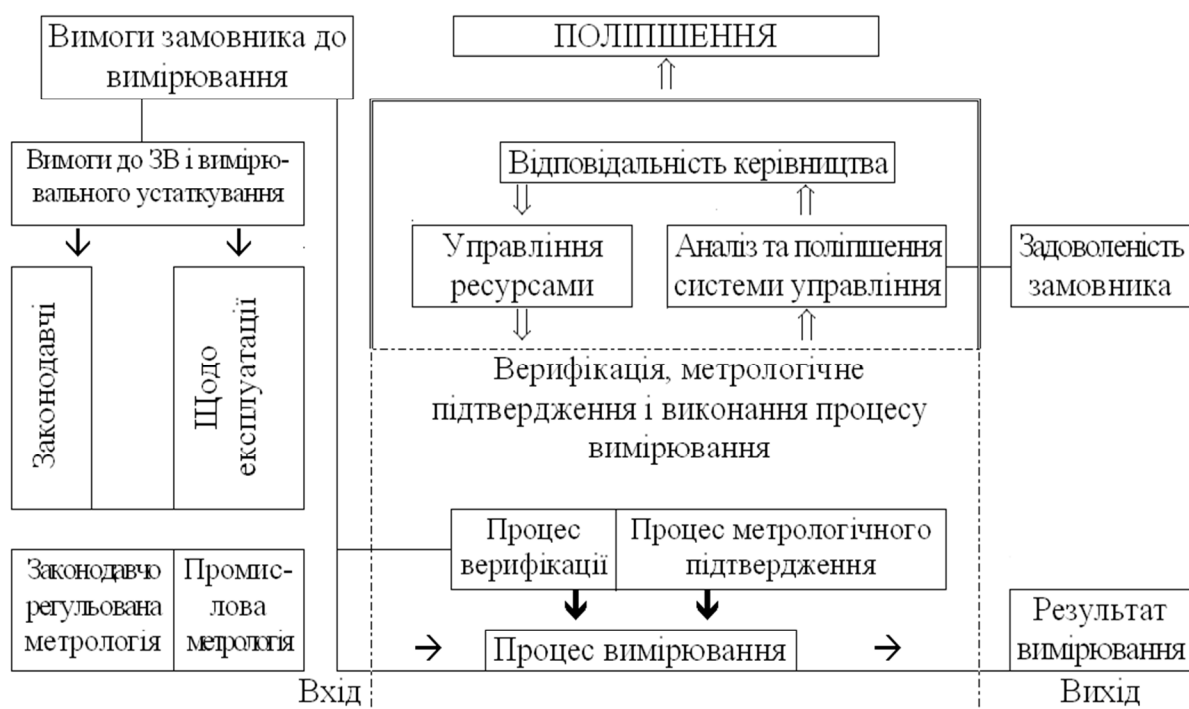 Вимоги замовника до
вимірювання
ПОЛІПШЕННЯ
Вимоги до ЗВ і вимірю-
вального устаткування
Відповідальність керівництва
Управління
ресурсами
Аналіз та поліпшення
системи управління
Задоволеність
замовника
Законодавчі
Щодо
експлуатації
Верифікація, метрологічне
підтвердження і виконання процесу
вимірювання
Процес
верифікації
Процес метрологічного
підтвердження
Законодавчо
регульована
метрологія
Промис-
лова
метрологія
Процес вимірювання
Результат
вимірювання
Вхід
Вихід